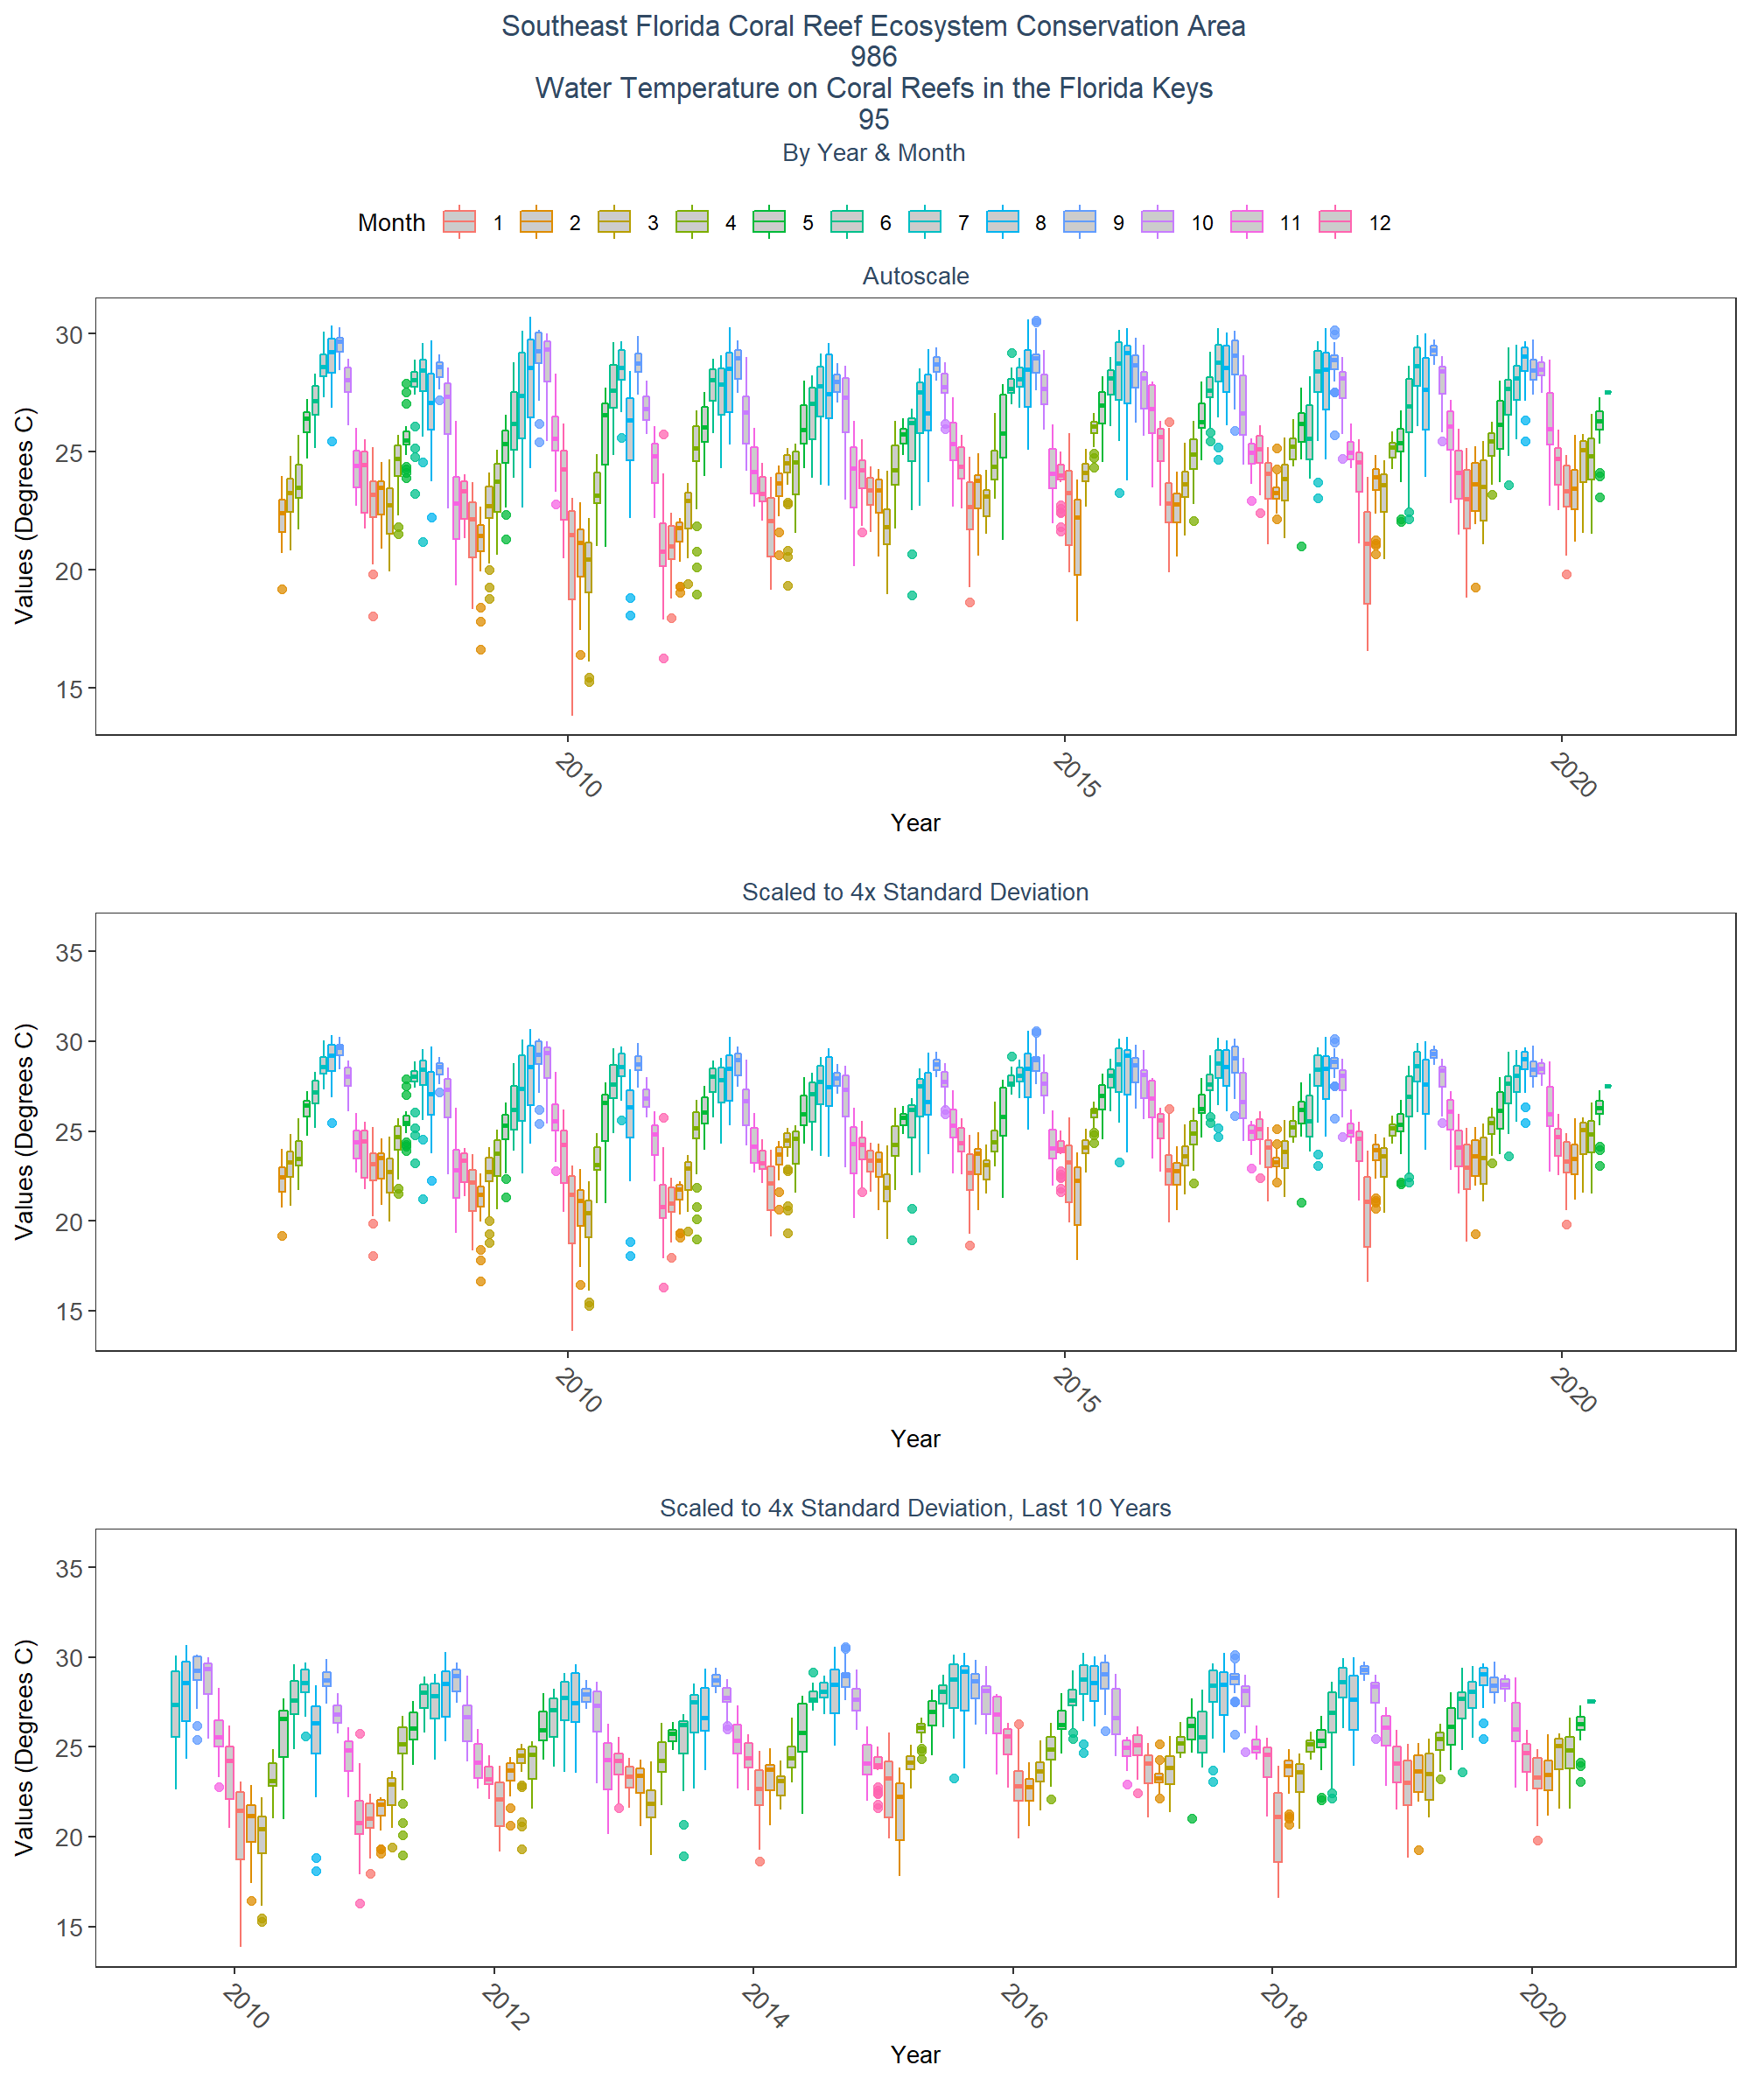 Southeast Florida Coral Reef Ecosystem Conservation Area
986
Water Temperature on Coral Reefs in the Florida Keys
95
By Year & Month
Month 1 2 3 4 5 6 7 8 9 10 11 12
Autoscale
Values (Degrees C)
30
25
20
15
2010 2015 2020
Year
Scaled to 4x Standard Deviation
Values (Degrees C)
35
30
25
20
15
2010 2015 2020
Year
Scaled to 4x Standard Deviation, Last 10 Years
Values (Degrees C)
35
30
25
20
15
2010 2012 2014 2016 2018 2020
Year